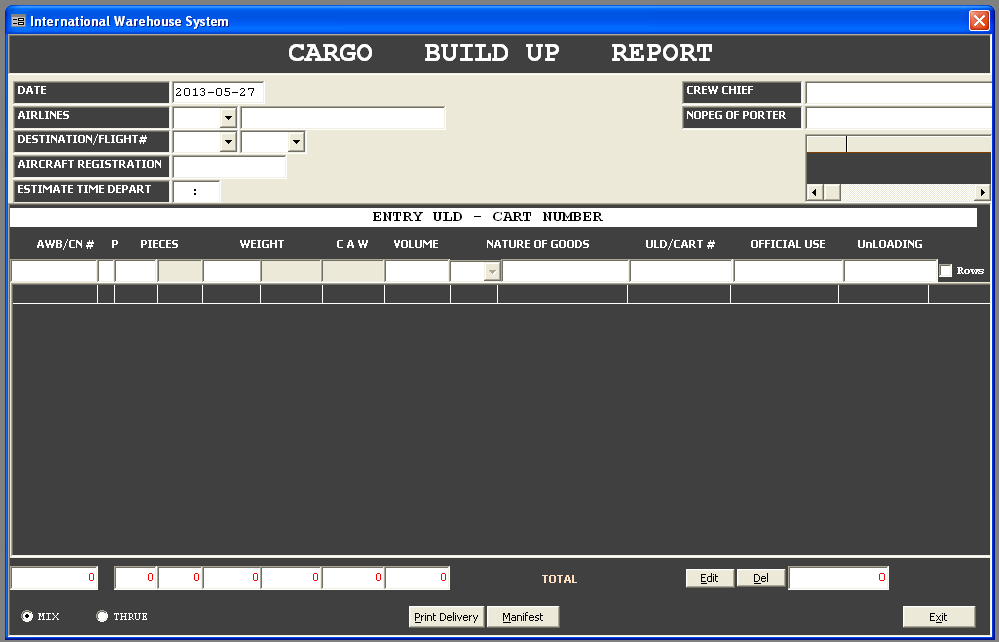 International Warehouse System
CARGO BUILD UP REPORT
DATE 2013-05-27 CREW CHIEF
AIRLINES NOPEG OF PORTER
DESTINATION/FLIGHT#
AIRCRAFT REGISTRATION
ESTIMATE TIME DEPART :
ENTRY ULD - CART NUMBER
AWB/CN # P PIECES WEIGHT C A W VOLUME NATURE OF GOODS ULD/CART # OFFICIAL USE UnLOADING
Rows
0 0 0 0 0 0 0 TOTAL Edit Del 0
MIX THRUE Print Delivery Manifest Exit